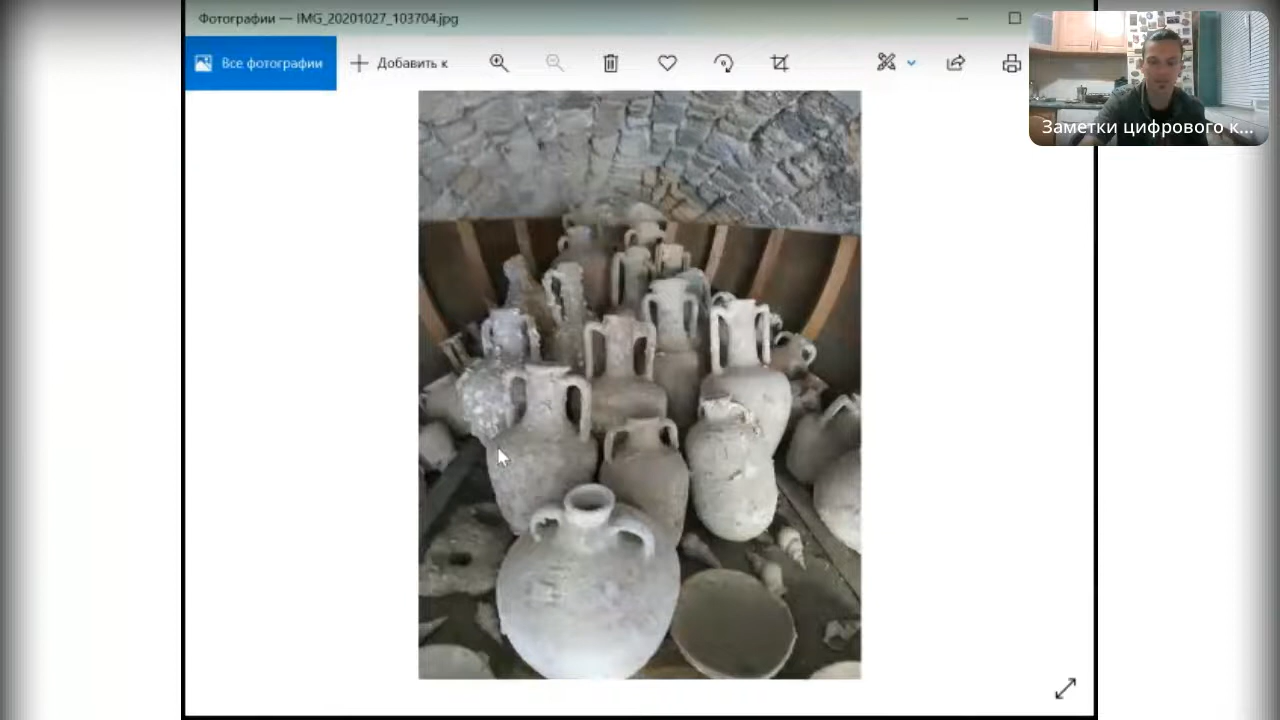 Фотографии — IMG_20201027_103704.jpg
Все фотографии
Добавить к
Заметки цифрового к...